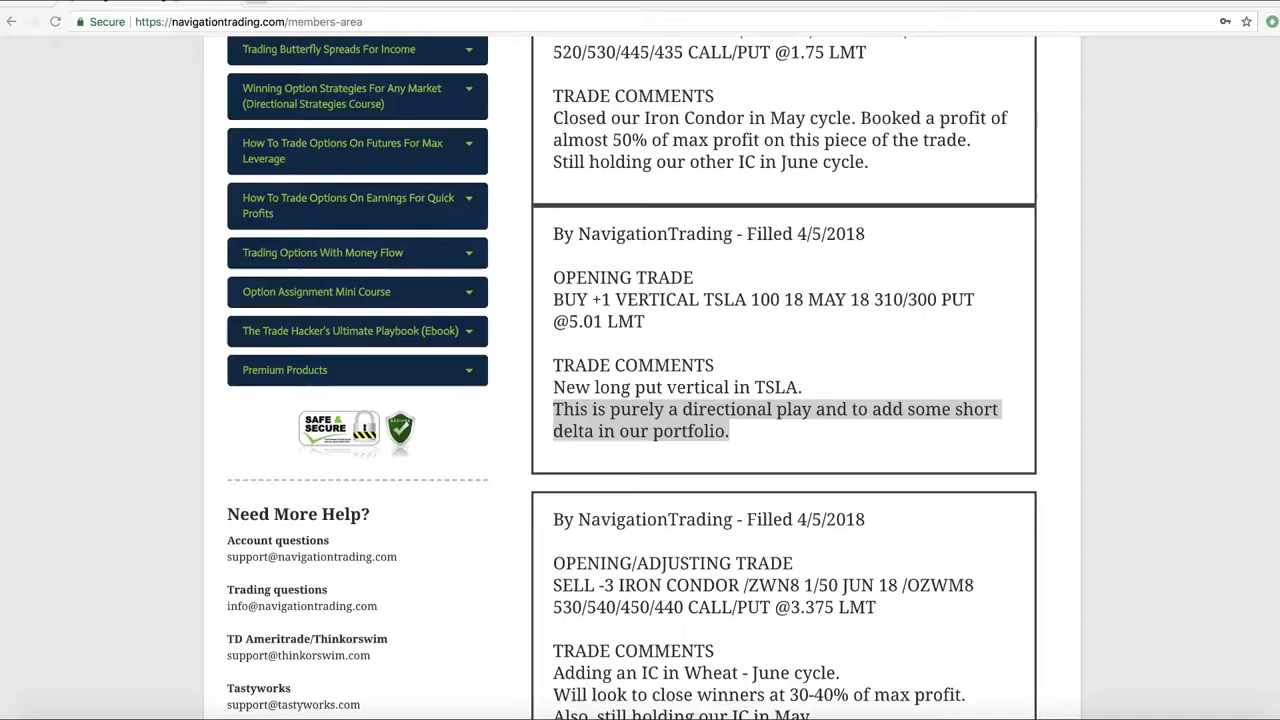 Secure
https://navigationtrading.com/members-area
Trading Butterfly Spreads For Income
Winning Option Strategies For Any Market
(Directional Strategies Course)
How To Trade Options On Futures For Max
Leverage
How To Trade Options On Earnings For Quick
Profits
Trading Options With Money Flow
Option Assignment Mini Course
The Trade Hacker's Ultimate Playbook (Ebook)
Premium Products
SAFE &
SECURE
Need More Help?
Account questions
support@navigationtrading.com
Trading questions
info@navigationtrading.com
TD Ameritrade/Thinkorswim
support@thinkorswim.com
Tastyworks
support@tastyworks.com
520/530/445/435 CALL/PUT @1.75 LMT
TRADE COMMENTS
Closed our Iron Condor in May cycle. Booked a profit of
almost 50% of max profit on this piece of the trade.
Still holding our other IC in June cycle.
By NavigationTrading - Filled 4/5/2018
OPENING TRADE
BUY +1 VERTICAL TSLA 100 18 MAY 18 310/300 PUT
@5.01 LMT
TRADE COMMENTS
New long put vertical in TSLA.
This is purely a directional play and to add some short
delta in our portfolio.
By NavigationTrading - Filled 4/5/2018
OPENING/ADJUSTING TRADE
SELL -3 IRON CONDOR /ZWN8 1/50 JUN 18 /OZWM8
530/540/450/440 CALL/PUT @3.375 LMT
TRADE COMMENTS
Adding an IC in Wheat - June cycle.
Will look to close winners at 30-40% of max profit.
Also, still holding our IC in May